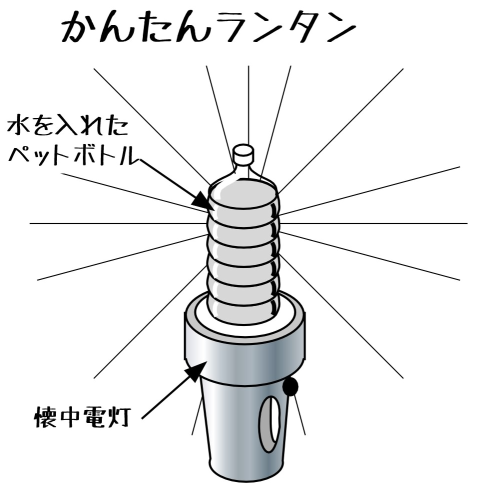 かんたんランタン
水を入れた
ペットボトル
懐中電灯